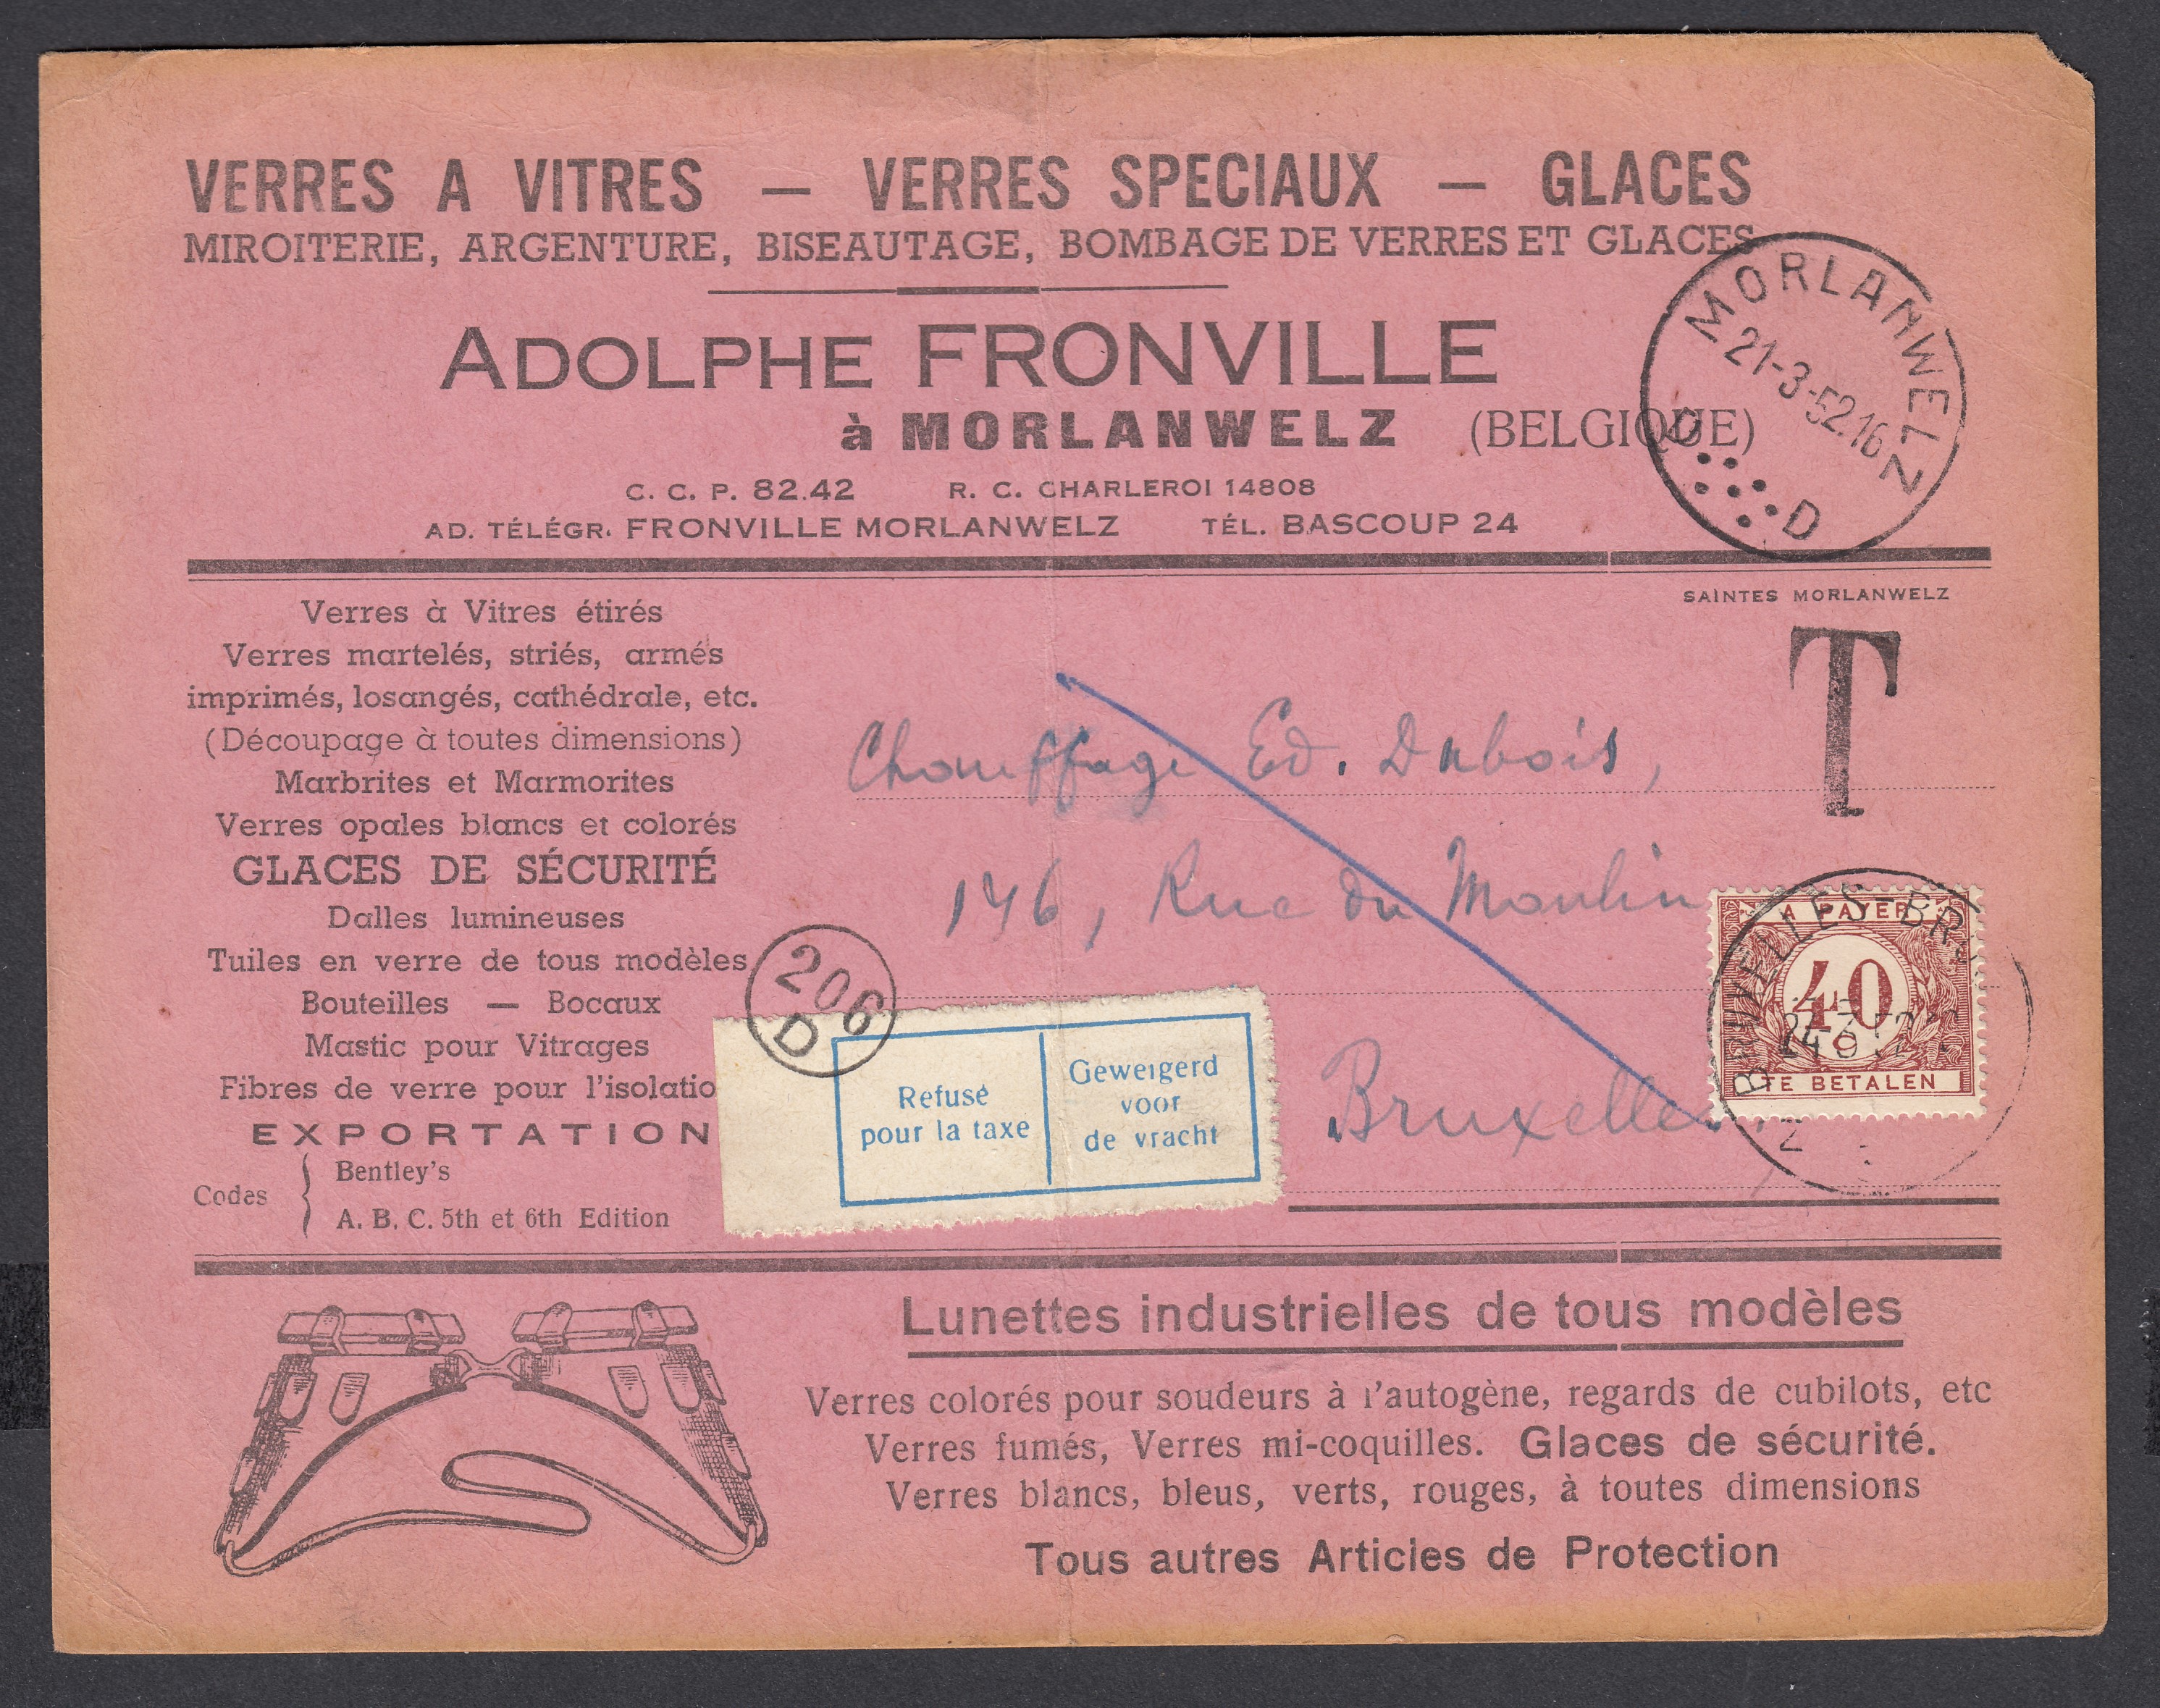 VERRES A VITRES — VERRES SPECIAUX — GLACES
MIROITERIE, ARGENTURE, BISEAUTAGE, BOMBAGE DE VERRES ET GLACES
ADOLPHE FRONVILLE
à MORLANWELZ (BELGIQUE)
C. C. P. 82.42 R. C. CHARLEROI 14808
AD. TÉLÉGR. FRONVILLE MORLANWELZ TÉL. BASCOUP 24
MORLANWELZ
21-3-52.16
D D
SAINTES MORLANWELZ
T
Verres à Vitres étirés
Verres martelés, striés, armés
imprimés, losangés, cathédrale, etc.
(Découpage à toutes dimensions)
Marbrites et Marmorites
Verres opales blancs et colorés
GLACES DE SÉCURITÉ
Dalles lumineuses
Tuiles en verre de tous modèles
Bouteilles — Bocaux
Mastic pour Vitrages
Fibres de verre pour l'isolatio
EXPORTATION
Codes { Bentley's
A. B. C. 5th et 6th Edition
Chauffage Ed. Dubois,
146, Rue du Moulin
Bruxelles.
206
D
Refusé
pour la taxe
Geweigerd
voor
de vracht
A PAYER
40
TE BETALEN
BRUXELLES-BR
Lunettes industrielles de tous modèles
Verres colorés pour soudeurs à l'autogène, regards de cubilots, etc
Verres fumés, Verres mi-coquilles. Glaces de sécurité.
Verres blancs, bleus, verts, rouges, à toutes dimensions
Tous autres Articles de Protection